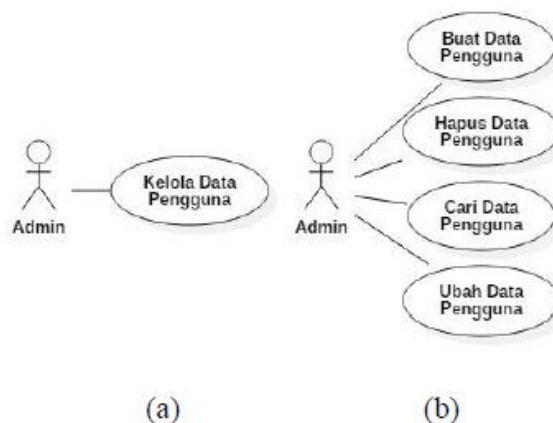 Admin
Kelola Data
Pengguna
(a)
Admin
Buat Data
Pengguna
Hapus Data
Pengguna
Cari Data
Pengguna
Ubah Data
Pengguna
(b)